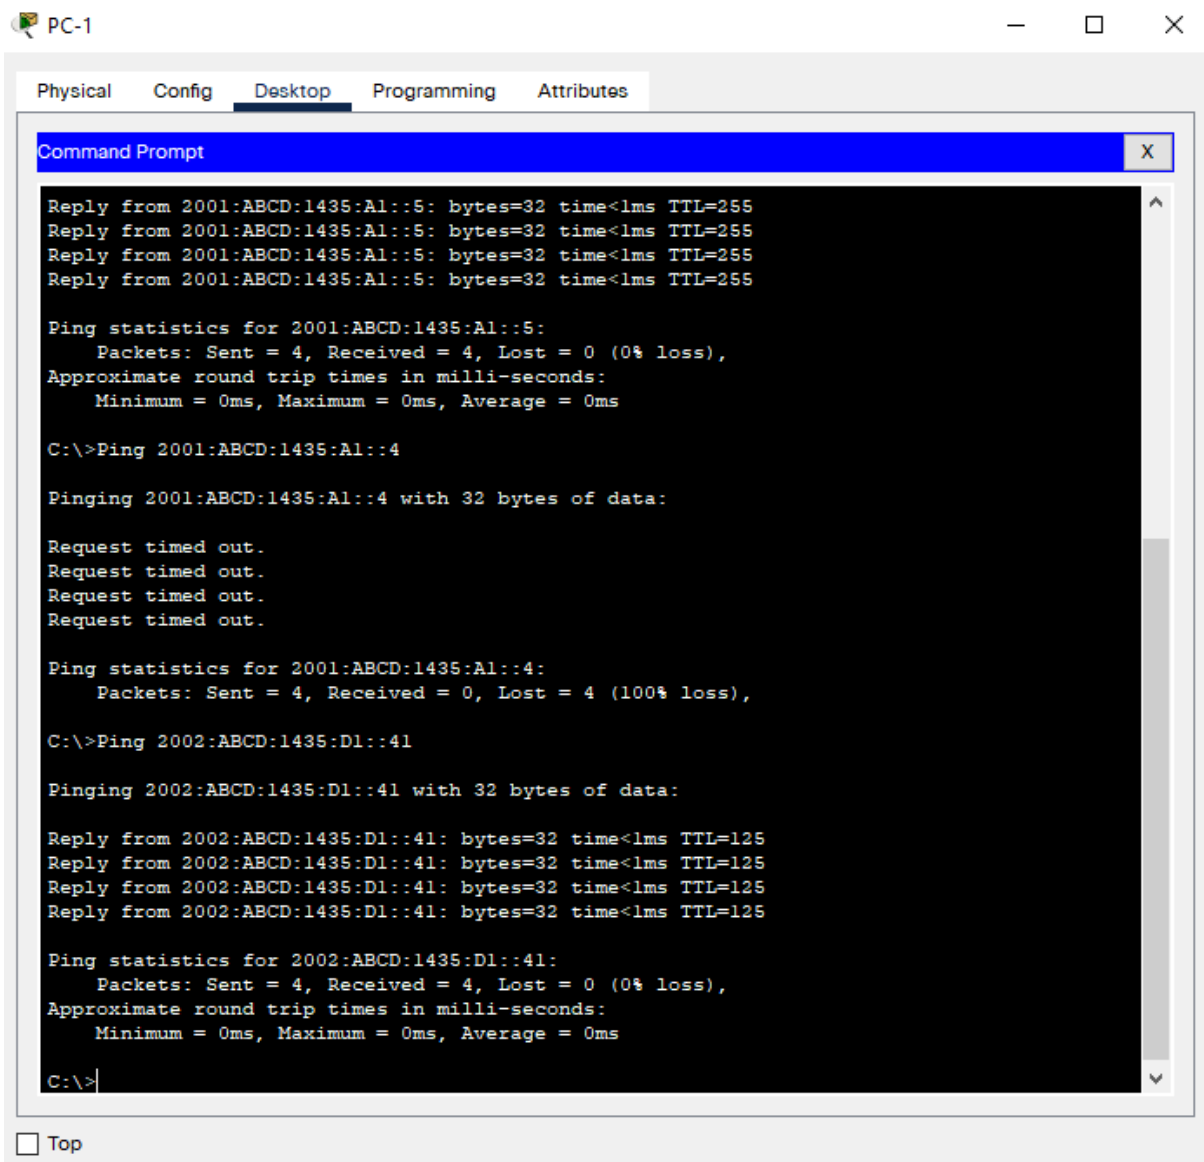 PC-1
Physical Config Desktop Programming Attributes
Command Prompt X
Reply from 2001:ABCD:1435:A1::5: bytes=32 time<1ms TTL=255
Reply from 2001:ABCD:1435:A1::5: bytes=32 time<1ms TTL=255
Reply from 2001:ABCD:1435:A1::5: bytes=32 time<1ms TTL=255
Reply from 2001:ABCD:1435:A1::5: bytes=32 time<1ms TTL=255
Ping statistics for 2001:ABCD:1435:A1::5:
Packets: Sent = 4, Received = 4, Lost = 0 (0% loss),
Approximate round trip times in milli-seconds:
Minimum = 0ms, Maximum = 0ms, Average = 0ms
C:\>Ping 2001:ABCD:1435:A1::4
Pinging 2001:ABCD:1435:A1::4 with 32 bytes of data:
Request timed out.
Request timed out.
Request timed out.
Request timed out.
Ping statistics for 2001:ABCD:1435:A1::4:
Packets: Sent = 4, Received = 0, Lost = 4 (100% loss),
C:\>Ping 2002:ABCD:1435:D1::41
Pinging 2002:ABCD:1435:D1::41 with 32 bytes of data:
Reply from 2002:ABCD:1435:D1::41: bytes=32 time<1ms TTL=125
Reply from 2002:ABCD:1435:D1::41: bytes=32 time<1ms TTL=125
Reply from 2002:ABCD:1435:D1::41: bytes=32 time<1ms TTL=125
Reply from 2002:ABCD:1435:D1::41: bytes=32 time<1ms TTL=125
Ping statistics for 2002:ABCD:1435:D1::41:
Packets: Sent = 4, Received = 4, Lost = 0 (0% loss),
Approximate round trip times in milli-seconds:
Minimum = 0ms, Maximum = 0ms, Average = 0ms
C:\>
Top